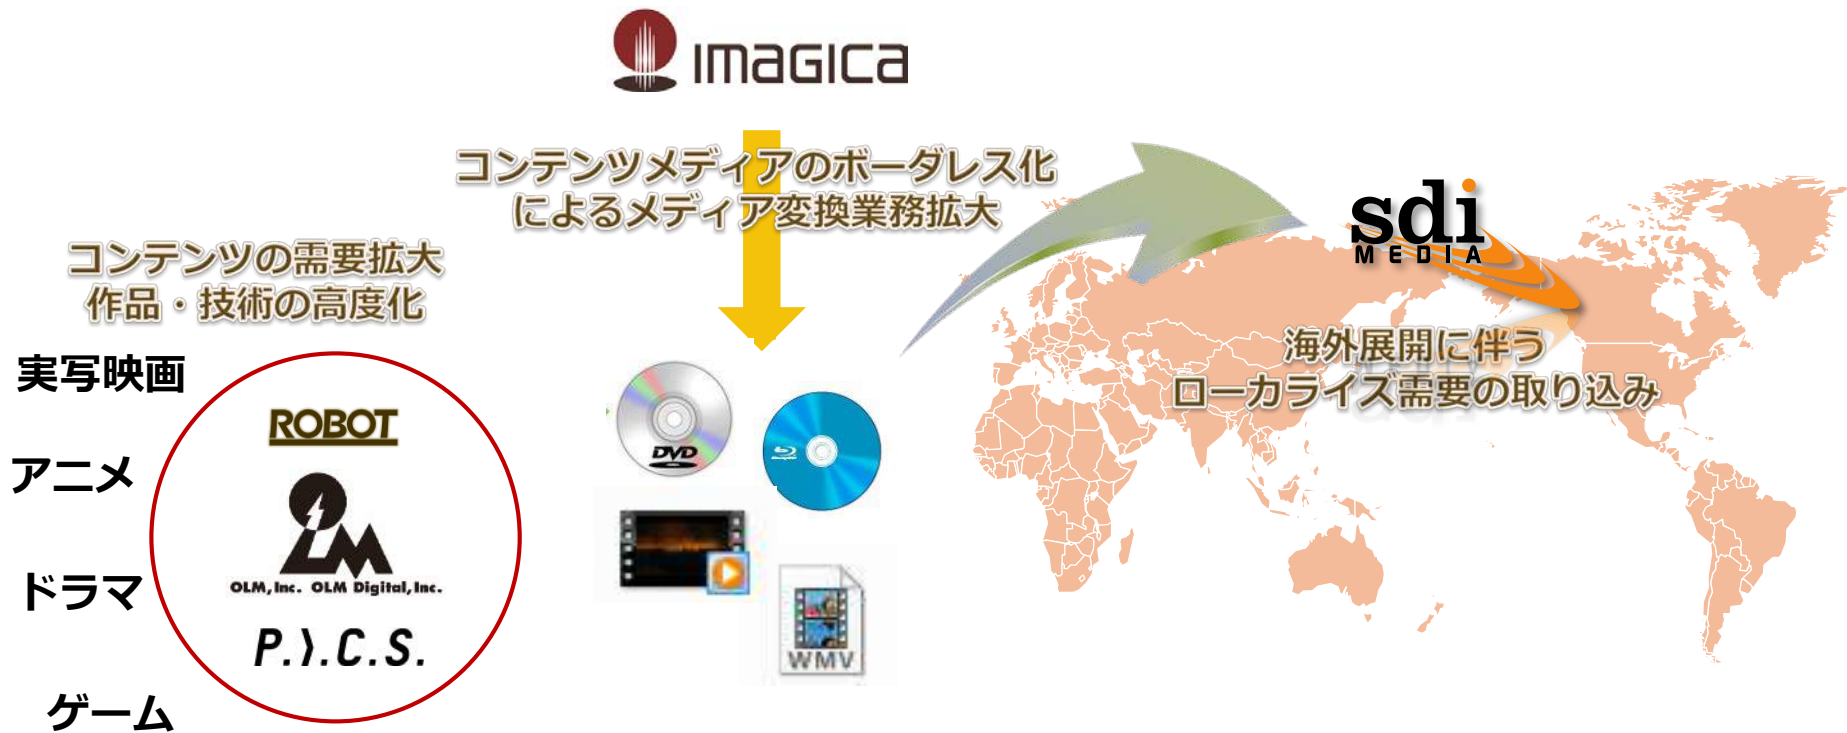 IMAGICA
コンテンツメディアのボーダレス化
によるメディア変換業務拡大
コンテンツの需要拡大
作品・技術の高度化
実写映画
アニメ
ドラマ
ゲーム
ROBOT
OLM
OLM, Inc. OLM Digital, Inc.
P.I.C.S.
DVD
WMV
sdi
MEDIA
海外展開に伴う
ローカライズ需要の取り込み